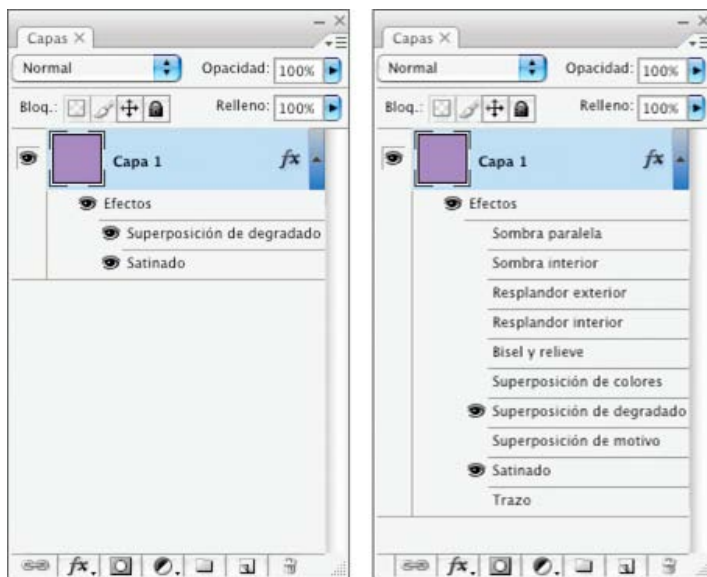 Capas
Normal Opacidad: 100%
Bloq.: Relleno: 100%
Capa 1 fx
Efectos
Superposición de degradado
Satinado
fx.
Capas
Normal Opacidad: 100%
Bloq.: Relleno: 100%
Capa 1 fx
Efectos
Sombra paralela
Sombra interior
Resplandor exterior
Resplandor interior
Bisel y relieve
Superposición de colores
Superposición de degradado
Superposición de motivo
Satinado
Trazo
fx.